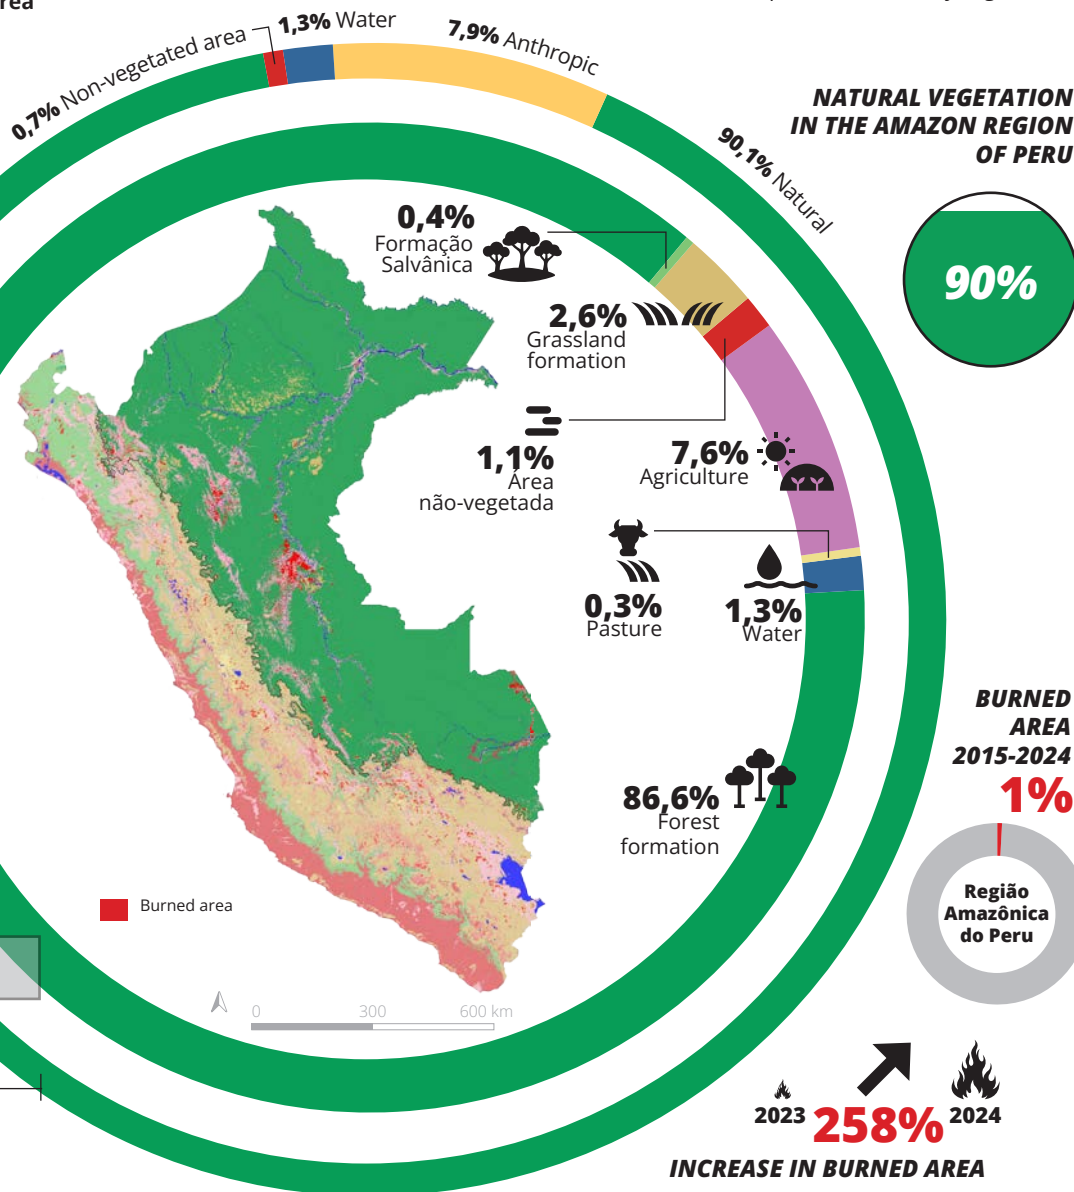 rea
0,7% Non-vegetated area
1,3% Water
7,9% Anthropic
90,1% Natural
NATURAL VEGETATION
IN THE AMAZON REGION
OF PERU
90%
0,4%
Formação
Salvânica
2,6%
Grassland
formation
1,1%
Área
não-vegetada
7,6%
Agriculture
0,3%
Pasture
1,3%
Water
86,6%
Forest
formation
BURNED
AREA
2015-2024
1%
Região
Amazônica
do Peru
Burned area
0 300 600 km
2023 258% 2024
INCREASE IN BURNED AREA